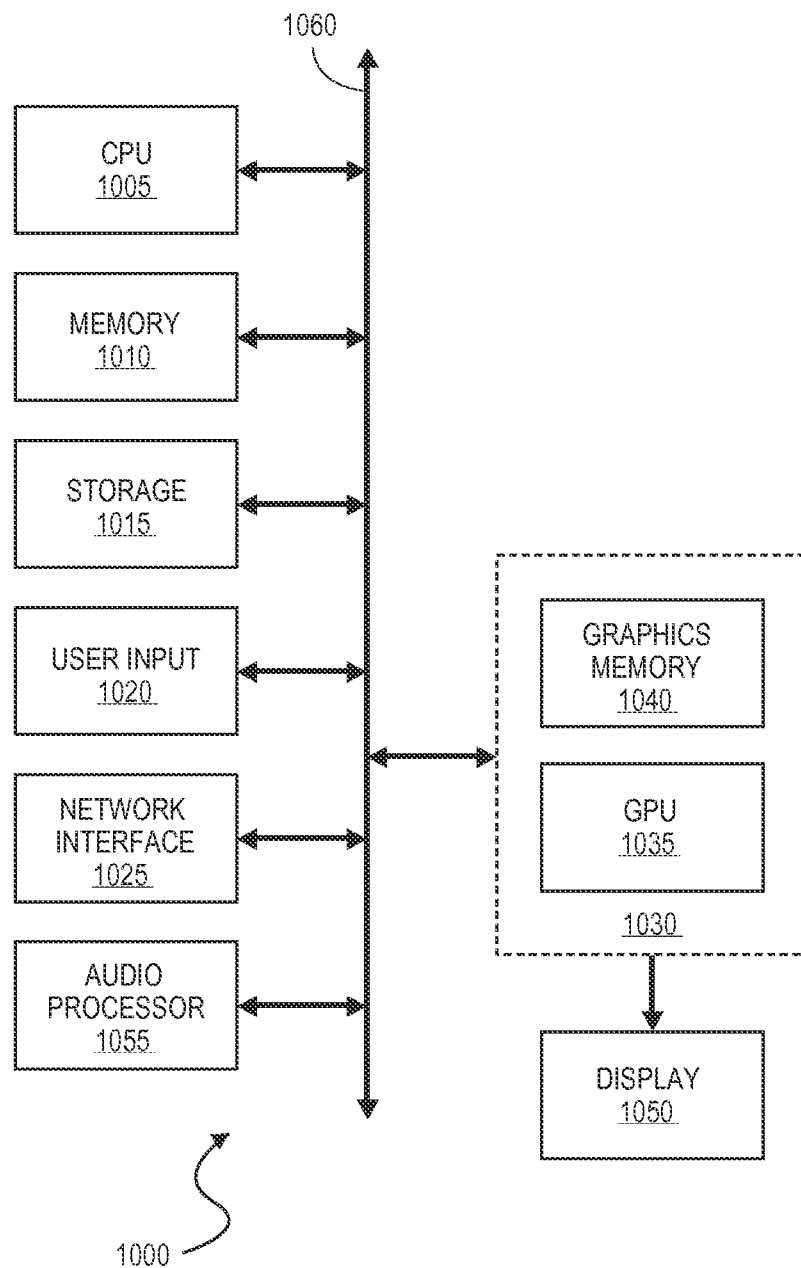 1060
CPU
1005
MEMORY
1010
STORAGE
1015
USER INPUT
1020
NETWORK
INTERFACE
1025
AUDIO
PROCESSOR
1055
GRAPHICS
MEMORY
1040
GPU
1035
1030
DISPLAY
1050
1000